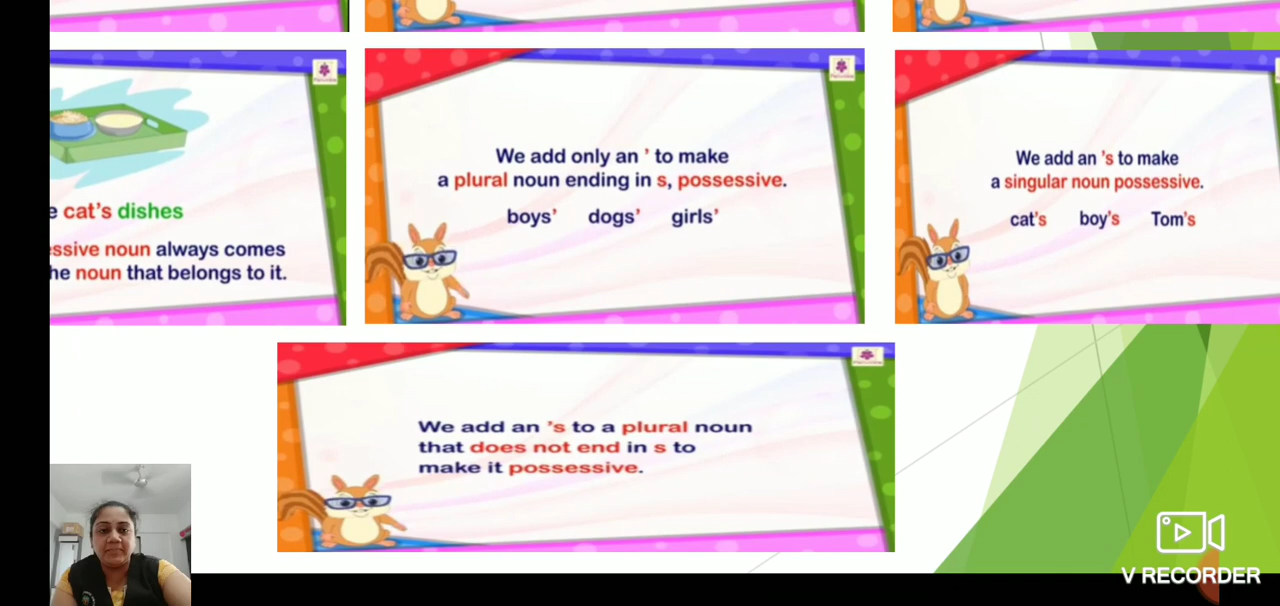 cat's dishes
noun always comes
noun that belongs to it.
We add only an ' to make
a plural noun ending in s, possessive.
boys' dogs' girls'
We add an 's to make
a singular noun possessive.
cat's boy's Tom's
We add an 's to a plural noun
that does not end in s to
make it possessive.
V RECORDER